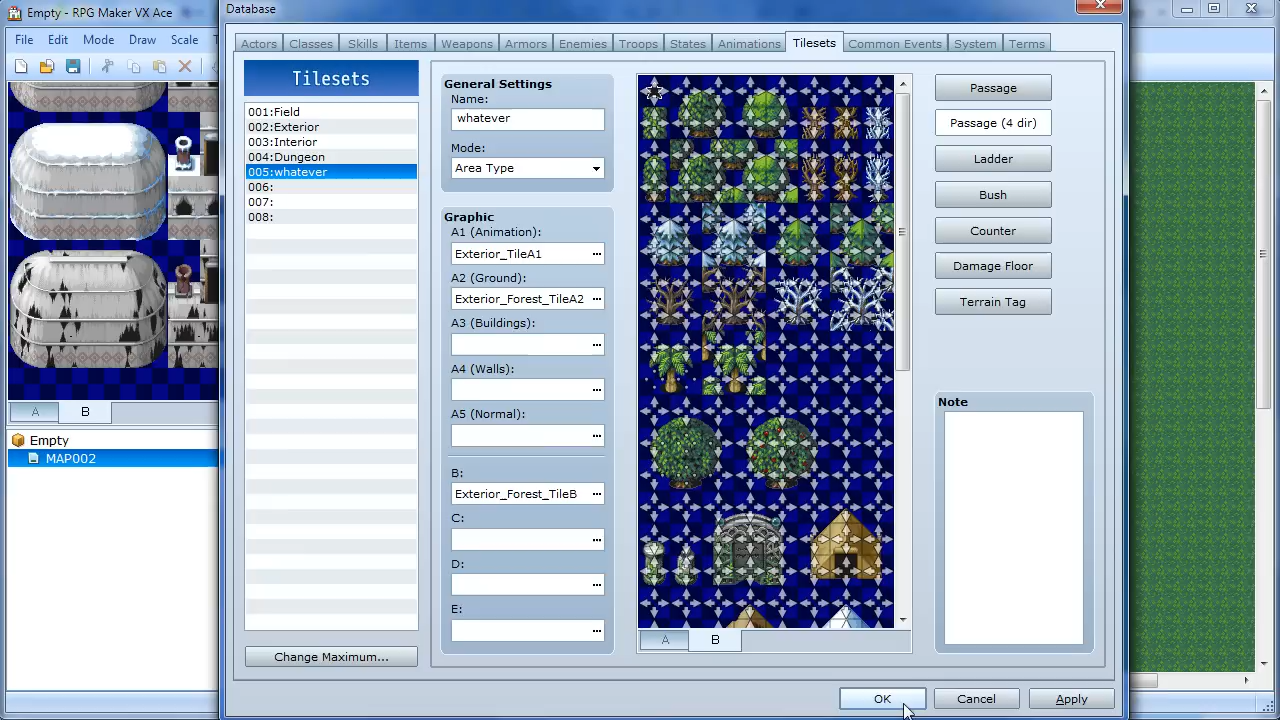 Empty - RPG Maker VX Ace
Database
File Edit Mode Draw Scale
Actors Classes Skills Items Weapons Armors Enemies Troops States Animations Tilesets Common Events System Terms
Tilesets
001:Field
002:Exterior
003:Interior
004:Dungeon
005:whatever
006:
007:
008:
Change Maximum...
General Settings
Name:
whatever
Mode:
Area Type
Graphic
A1 (Animation):
Exterior_TileA1 ...
A2 (Ground):
Exterior_Forest_TileA2 ...
A3 (Buildings):
...
A4 (Walls):
...
A5 (Normal):
...
B:
Exterior_Forest_TileB ...
C:
...
D:
...
E:
...
A B
Passage
Passage (4 dir)
Ladder
Bush
Counter
Damage Floor
Terrain Tag
Note
A B
Empty
MAP002
OK Cancel Apply